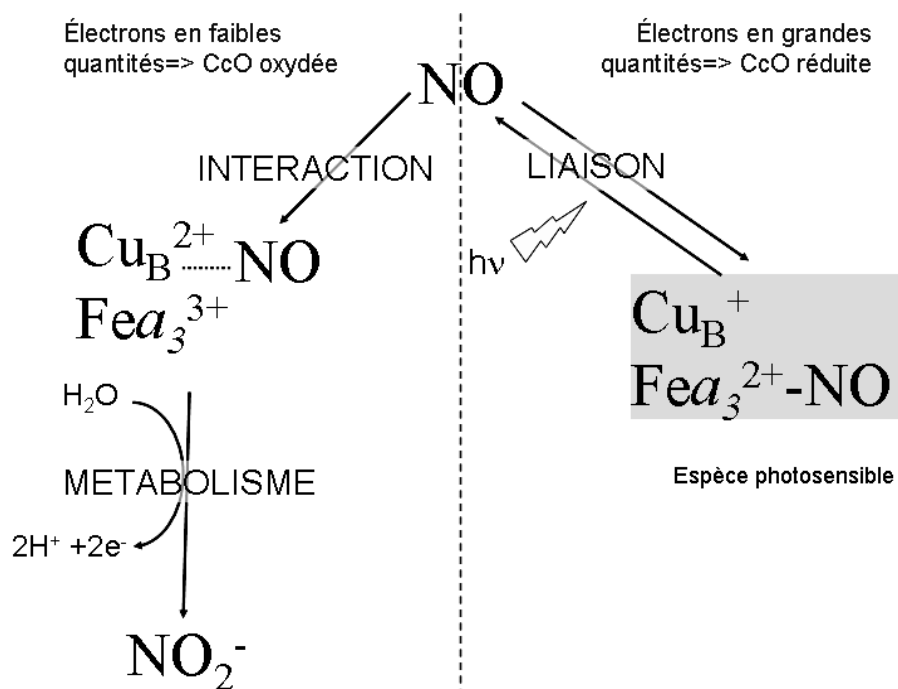 Électrons en faibles
quantités=> CcO oxydée
Électrons en grandes
quantités=> CcO réduite
NO
INTERACTION
LIAISON
hν
Cu_B^2+ ........ NO
Fea_3^3+
Cu_B^+
Fea_3^2+-NO
Espèce photosensible
H₂O
METABOLISME
2H⁺ +2e⁻
NO₂⁻